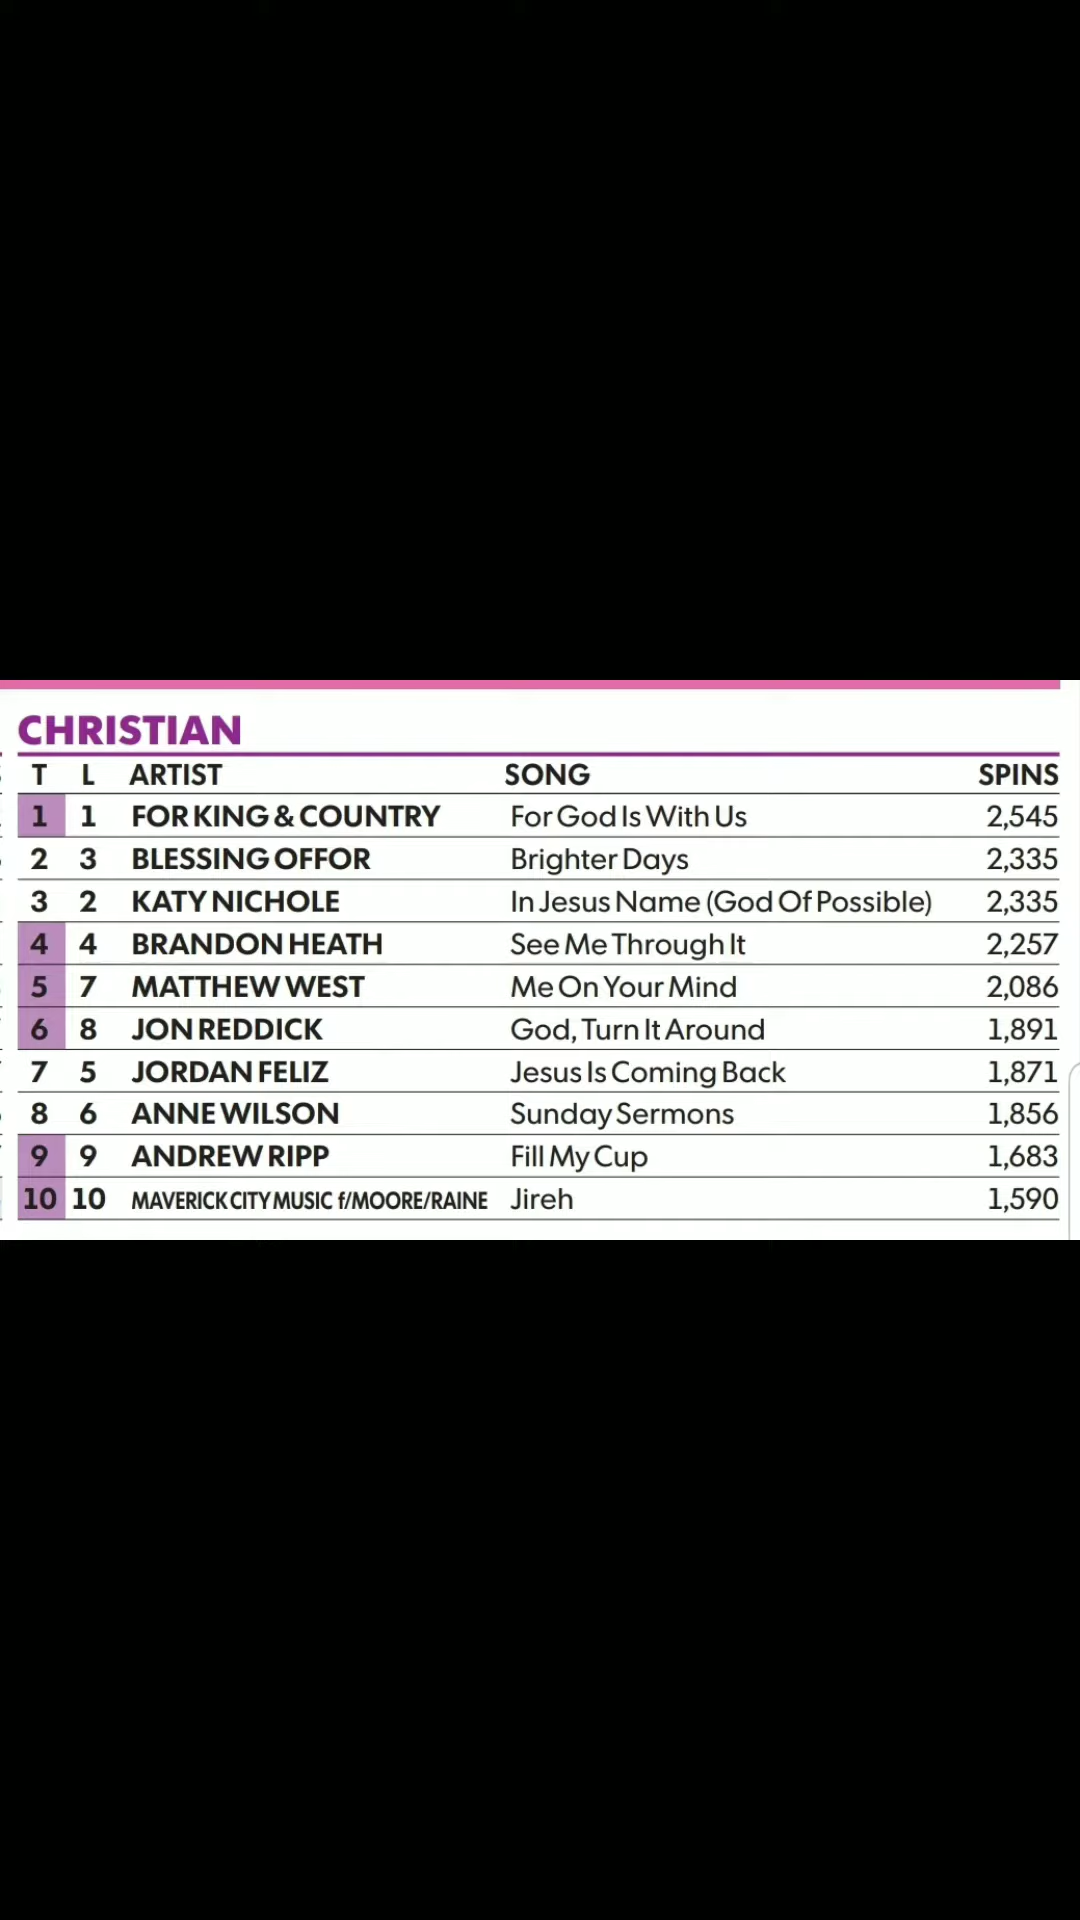 CHRISTIAN
T L ARTIST SONG SPINS
1 1 FOR KING & COUNTRY For God Is With Us 2,545
2 3 BLESSING OFFOR Brighter Days 2,335
3 2 KATY NICHOLE In Jesus Name (God Of Possible) 2,335
4 4 BRANDON HEATH See Me Through It 2,257
5 7 MATTHEW WEST Me On Your Mind 2,086
6 8 JON REDDICK God, Turn It Around 1,891
7 5 JORDAN FELIZ Jesus Is Coming Back 1,871
8 6 ANNE WILSON Sunday Sermons 1,856
9 9 ANDREW RIPP Fill My Cup 1,683
10 10 MAVERICK CITY MUSIC f/MOORE/RAINE Jireh 1,590